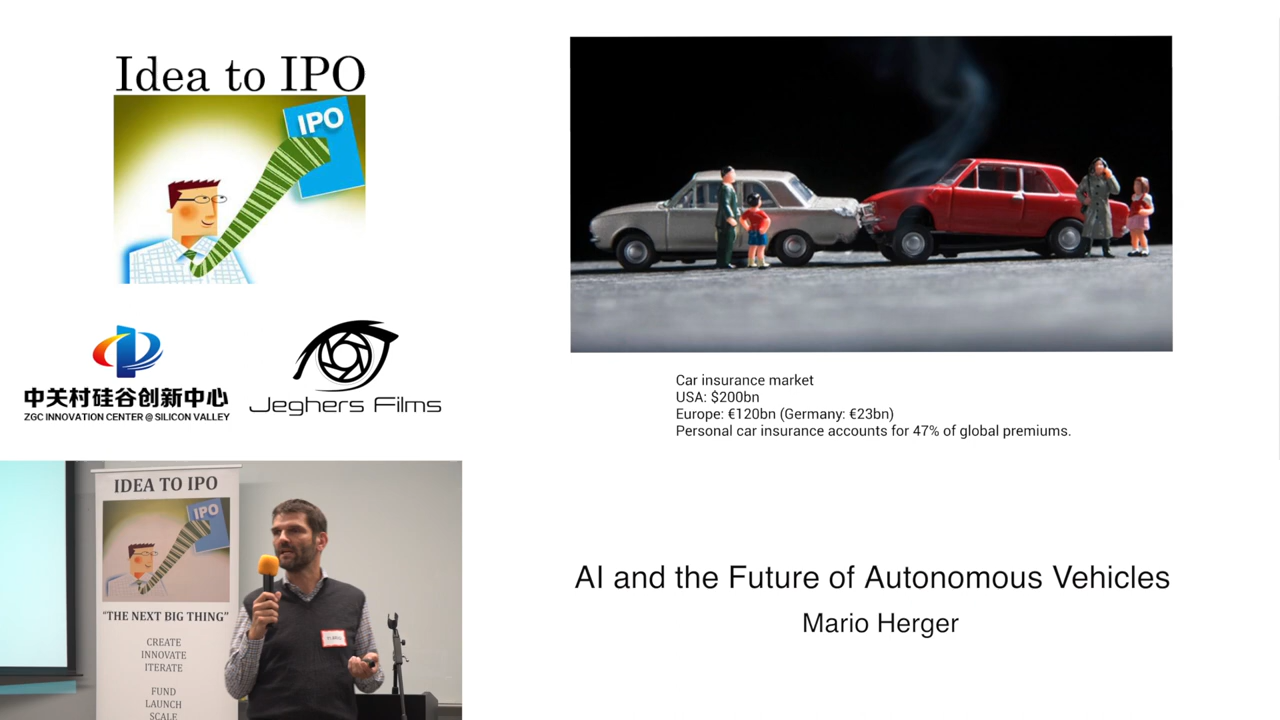 Idea to IPO
IPO
中关村硅谷创新中心
ZGC INNOVATION CENTER @ SILICON VALLEY
Jeghers Films
Car insurance market
USA: $200bn
Europe: €120bn (Germany: €23bn)
Personal car insurance accounts for 47% of global premiums.
IDEA TO IPO
IPO
"THE NEXT BIG THING"
CREATE
INNOVATE
ITERATE
FUND
LAUNCH
SCALE
AI and the Future of Autonomous Vehicles
Mario Herger